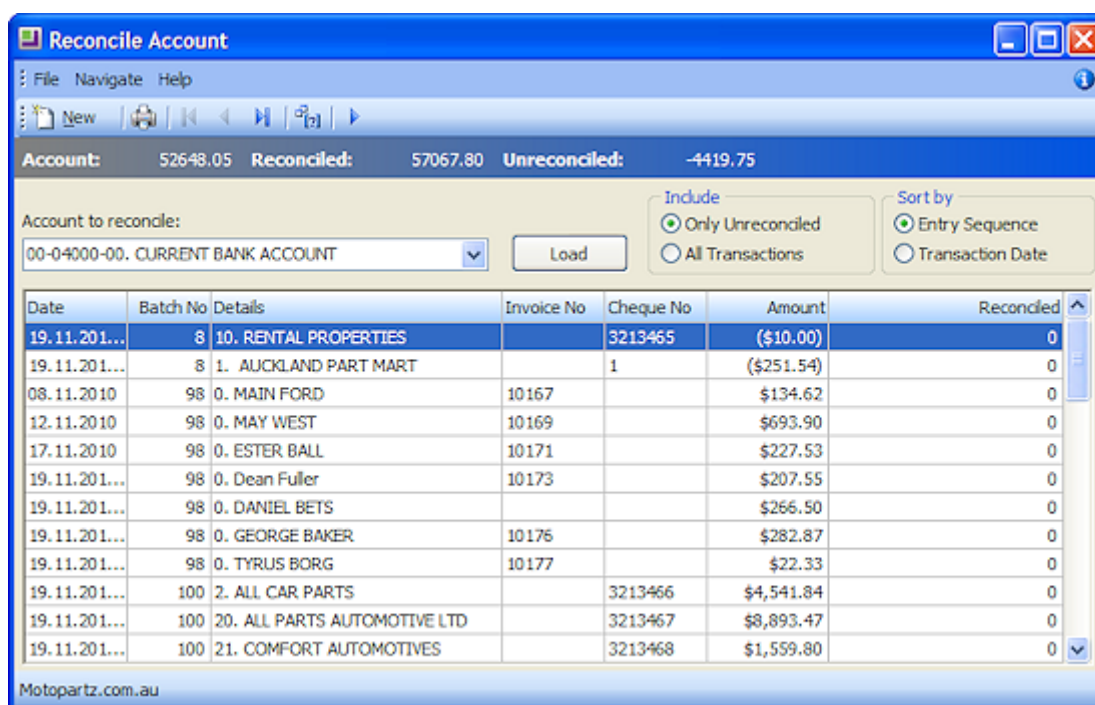 Reconcile Account
File Navigate Help
New
Account: 52648.05 Reconciled: 57067.80 Unreconciled: -4419.75
Account to reconcile:
00-04000-00. CURRENT BANK ACCOUNT
Load
Include
Only Unreconciled
All Transactions
Sort by
Entry Sequence
Transaction Date
Date Batch No Details Invoice No Cheque No Amount Reconciled
19.11.201... 8 10. RENTAL PROPERTIES 3213465 ($10.00) 0
19.11.201... 8 1. AUCKLAND PART MART 1 ($251.54) 0
08.11.2010 98 0. MAIN FORD 10167 $134.62 0
12.11.2010 98 0. MAY WEST 10169 $693.90 0
17.11.2010 98 0. ESTER BALL 10171 $227.53 0
19.11.201... 98 0. Dean Fuller 10173 $207.55 0
19.11.201... 98 0. DANIEL BETS $266.50 0
19.11.201... 98 0. GEORGE BAKER 10176 $282.87 0
19.11.201... 98 0. TYRUS BORG 10177 $22.33 0
19.11.201... 100 2. ALL CAR PARTS 3213466 $4,541.84 0
19.11.201... 100 20. ALL PARTS AUTOMOTIVE LTD 3213467 $8,893.47 0
19.11.201... 100 21. COMFORT AUTOMOTIVES 3213468 $1,559.80 0
Motopartz.com.au